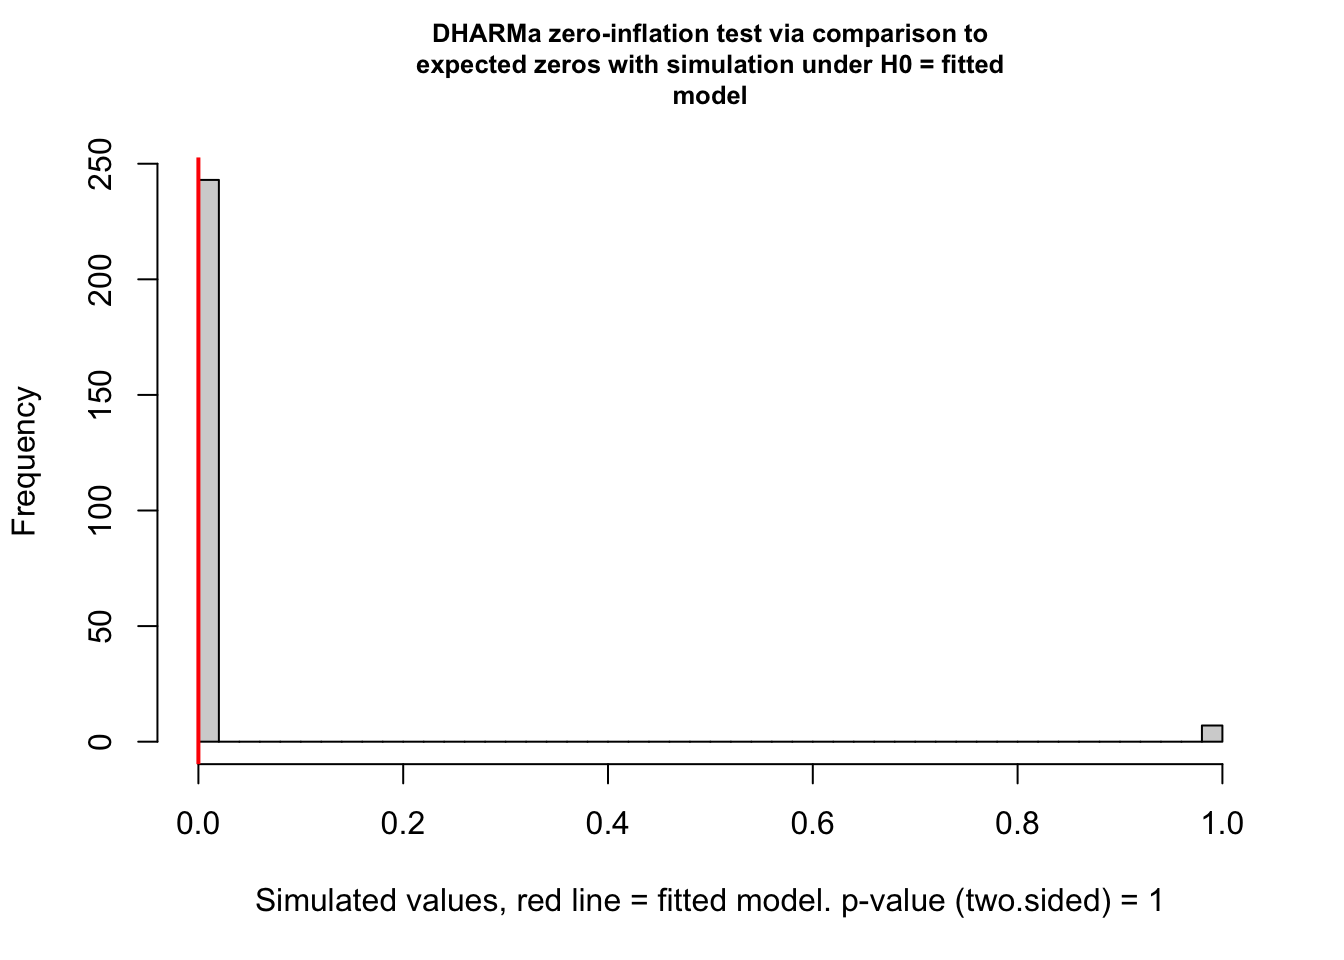 DHARMa zero-inflation test via comparison to
expected zeros with simulation under H0 = fitted
model
250
200
150
100
50
0
Frequency
0.0 0.2 0.4 0.6 0.8 1.0
Simulated values, red line = fitted model. p-value (two.sided) = 1